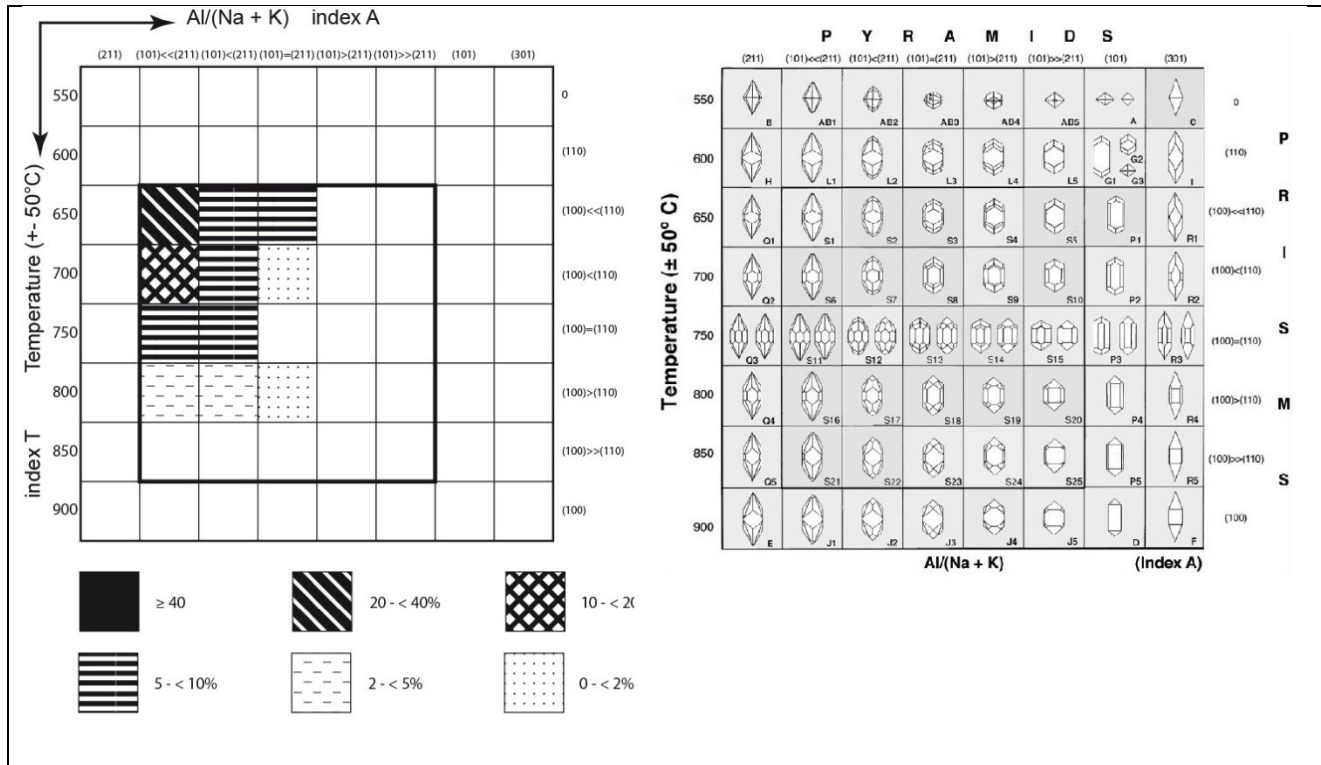 Al/(Na + K) index A
(211) (101)<<(211) (101)<(211) (101)=(211) (101)>(211) (101)>>(211) (101) (301)
Temperature (+- 50°C)
index T
550 0
600 (110)
650 (100)<<(110)
700 (100)<(110)
750 (100)=(110)
800 (100)>(110)
850 (100)>>(110)
900 (100)
≥ 40 20 - < 40% 10 - < 20
5 - < 10% 2 - < 5% 0 - < 2%
P Y R A M I D S
(211) (101)<<(211) (101)<(211) (101)=(211) (101)>(211) (101)>>(211) (101) (301)
Temperature (± 50° C)
P R I S M S
550 B AB1 AB2 AB3 AB4 AB5 A C 0
600 H L1 L2 L3 L4 L5 G1 G2 G3 I (110)
650 Q1 S1 S2 S3 S4 S5 P1 R1 (100)<<(110)
700 Q2 S6 S7 S8 S9 S10 P2 R2 (100)<(110)
750 Q3 S11 S12 S13 S14 S15 P3 R3 (100)=(110)
800 Q4 S16 S17 S18 S19 S20 P4 R4 (100)>(110)
850 Q5 S21 S22 S23 S24 S25 P5 R5 (100)>>(110)
900 E J1 J2 J3 J4 J5 D F (100)
Al/(Na + K) (Index A)